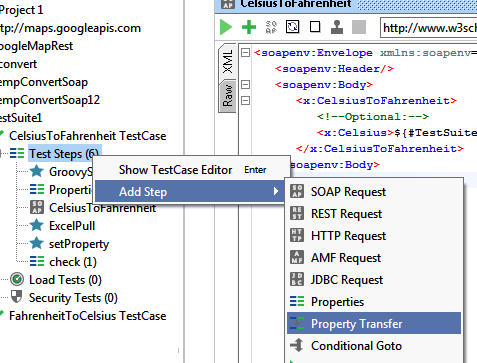 Project 1
ttp://maps.googleapis.com
oogleMapRest
convert
empConvertSoap
empConvertSoap12
estSuite1
CelsiusToFahrenheit TestCase
Test Steps (6)
GroovyS
Properti
CelsiusToFahrenheit
ExcelPull
setProperty
check (1)
Load Tests (0)
Security Tests (0)
FahrenheitToCelsius TestCase
CelsiusToFahrenheit
http://www.w3sch
XML
Raw
<soapenv:Envelope xmlns:soapenv=
<soapenv:Header/>
<soapenv:Body>
<x:CelsiusToFahrenheit>
<!--Optional:-->
<x:Celsius>${#TestSuite
</x:CelsiusToFahrenheit>
soapenv:Body>
Show TestCase Editor Enter
Add Step
SOAP Request
REST Request
HTTP Request
AMF Request
JDBC Request
Properties
Property Transfer
Conditional Goto